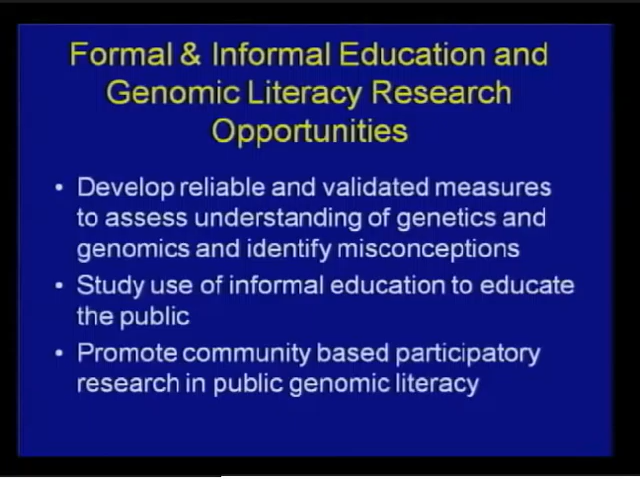 Formal & Informal Education and
Genomic Literacy Research
Opportunities
• Develop reliable and validated measures
to assess understanding of genetics and
genomics and identify misconceptions
• Study use of informal education to educate
the public
• Promote community based participatory
research in public genomic literacy